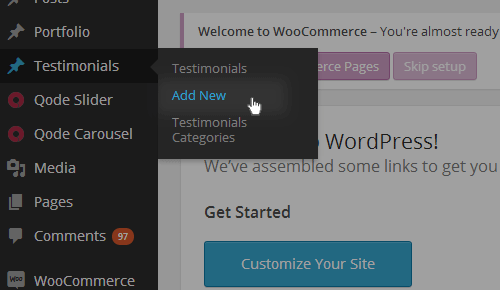 Posts
Portfolio
Testimonials
Qode Slider
Qode Carousel
Media
Pages
Comments 97
WOO WooCommerce
Testimonials
Add New
Testimonials
Categories
Welcome to WooCommerce – You're almost ready
erce Pages
Skip setup
WordPress!
We've assembled some links to get you
Get Started
Customize Your Site